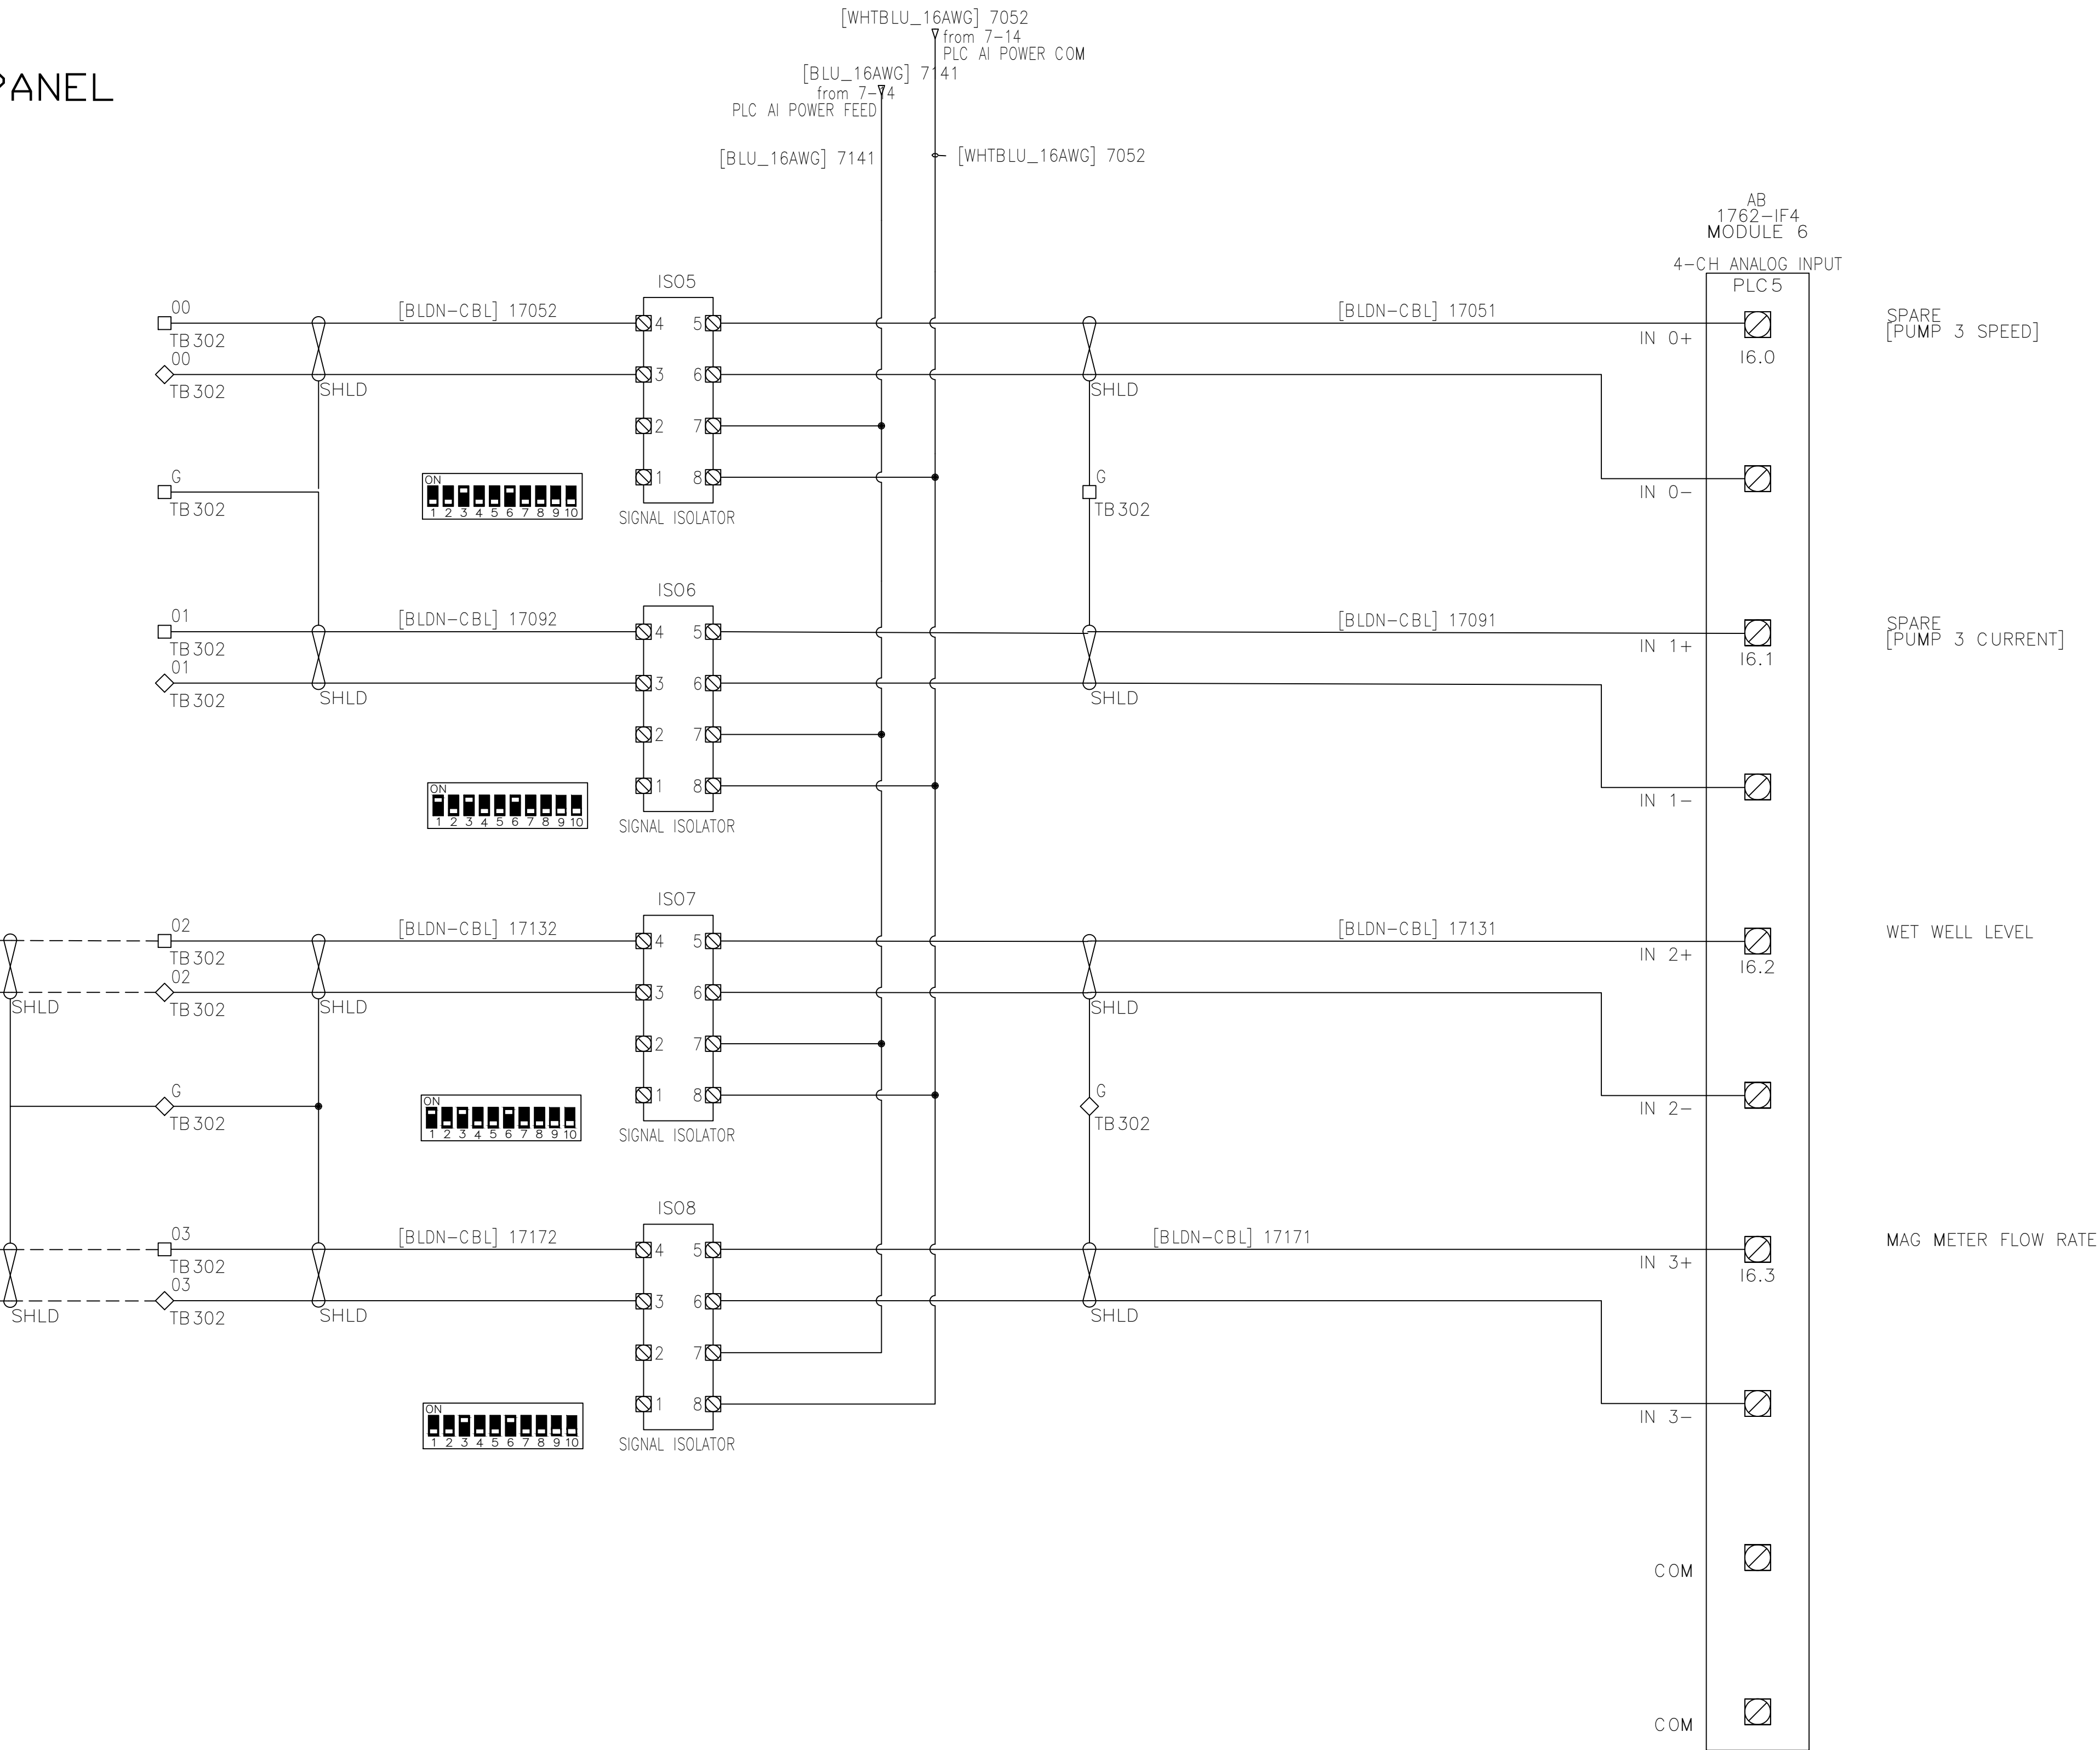 [WHTBLU_16AWG] 7052
from 7-14
PLC AI POWER COM
PANEL
[BLU_16AWG] 7141
from 7-14
PLC AI POWER FEED
[BLU_16AWG] 7141
[WHTBLU_16AWG] 7052
AB
1762-IF4
MODULE 6
4-CH ANALOG INPUT
PLC5
ISO5
00
TB302
[BLDN-CBL] 17052
4 5
[BLDN-CBL] 17051
IN 0+
I6.0
SPARE
[PUMP 3 SPEED]
00
TB302
SHLD
3 6
SHLD
2 7
G
TB302
ON
1 2 3 4 5 6 7 8 9 10
1 8
SIGNAL ISOLATOR
G
TB302
IN 0-
ISO6
01
TB302
[BLDN-CBL] 17092
4 5
[BLDN-CBL] 17091
IN 1+
I6.1
SPARE
[PUMP 3 CURRENT]
01
TB302
SHLD
3 6
SHLD
2 7
ON
1 2 3 4 5 6 7 8 9 10
1 8
SIGNAL ISOLATOR
IN 1-
ISO7
02
TB302
[BLDN-CBL] 17132
4 5
[BLDN-CBL] 17131
IN 2+
I6.2
WET WELL LEVEL
SHLD
02
TB302
SHLD
3 6
SHLD
2 7
G
TB302
ON
1 2 3 4 5 6 7 8 9 10
1 8
SIGNAL ISOLATOR
G
TB302
IN 2-
ISO8
03
TB302
[BLDN-CBL] 17172
4 5
[BLDN-CBL] 17171
IN 3+
I6.3
MAG METER FLOW RATE
SHLD
03
TB302
SHLD
3 6
SHLD
2 7
ON
1 2 3 4 5 6 7 8 9 10
1 8
SIGNAL ISOLATOR
IN 3-
COM
COM